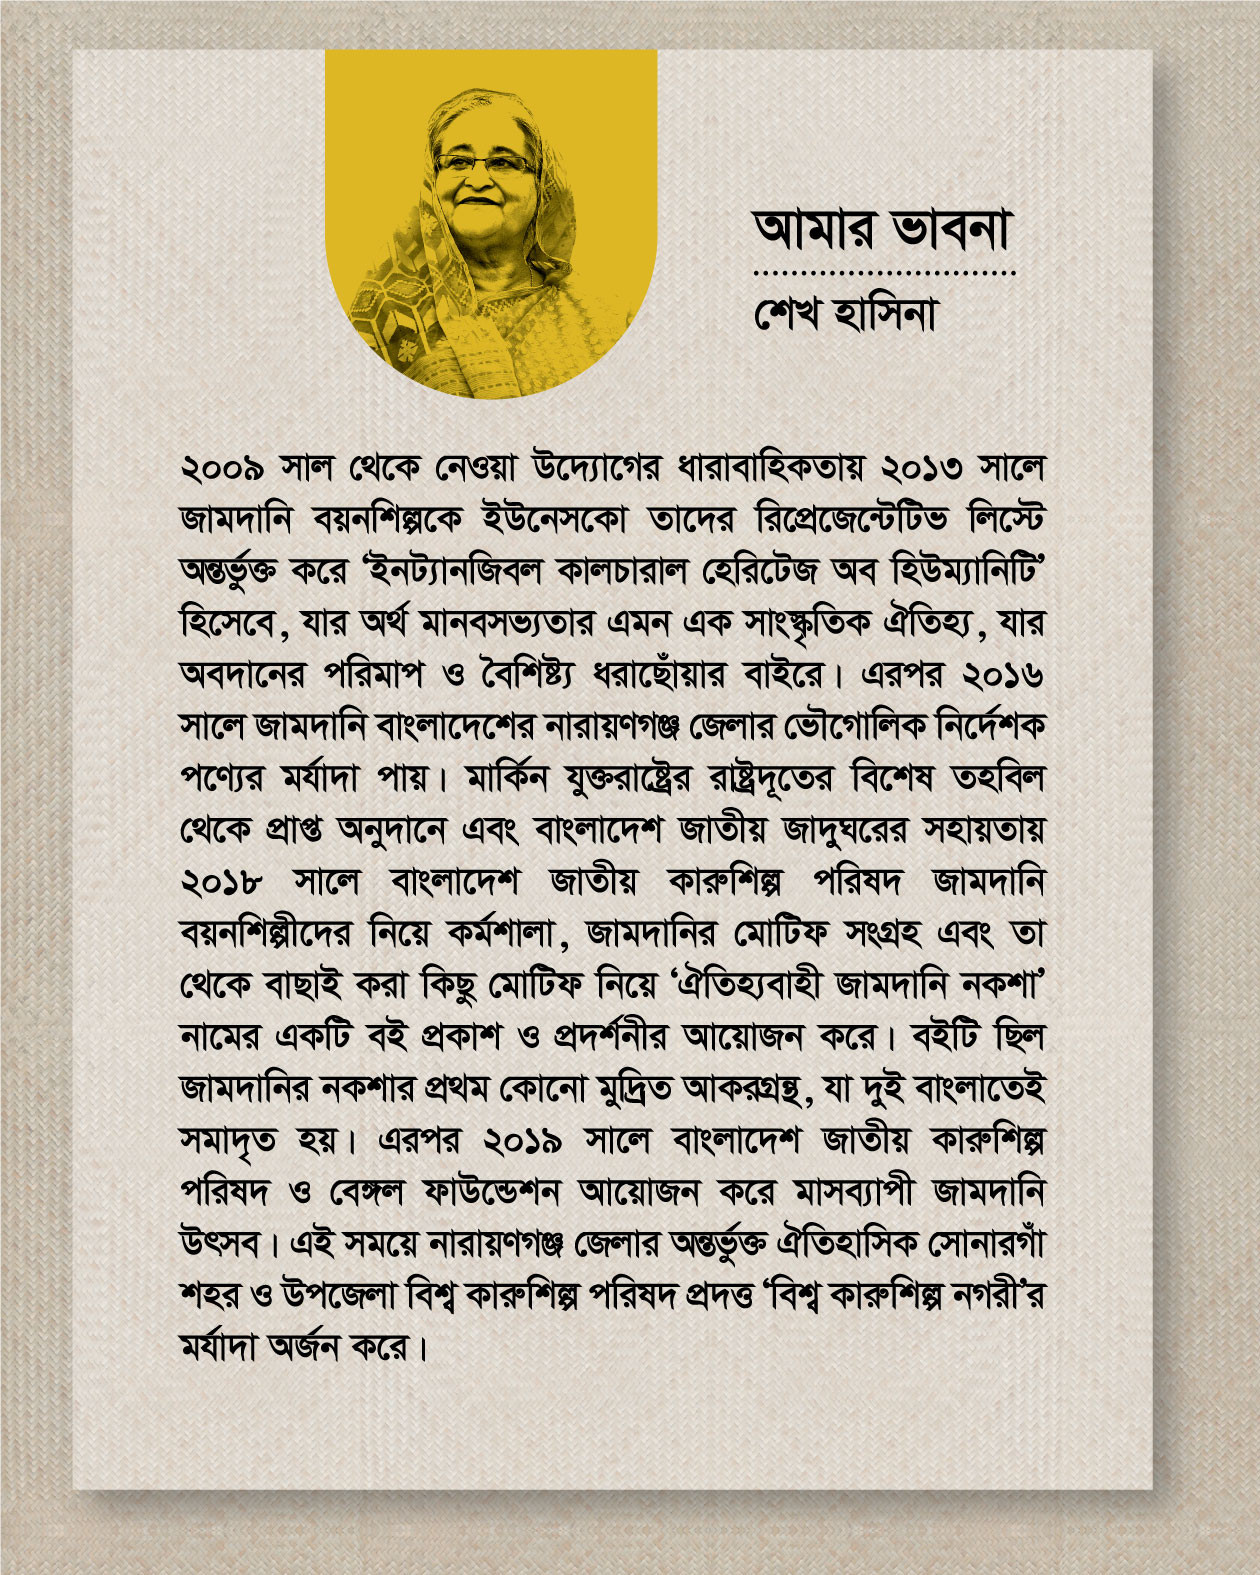 আমার ভাবনা
শেখ হাসিনা
২০০৯ সাল থেকে নেওয়া উদ্যোগের ধারাবাহিকতায় ২০১৩ সালে
জামদানি বয়নশিল্পকে ইউনেসকো তাদের রিপ্রেজেন্টেটিভ লিস্টে
অন্তর্ভুক্ত করে ‘ইনট্যানজিবল কালচারাল হেরিটেজ অব হিউম্যানিটি’
হিসেবে, যার অর্থ মানবসভ্যতার এমন এক সাংস্কৃতিক ঐতিহ্য, যার
অবদানের পরিমাপ ও বৈশিষ্ট্য ধরাছোঁয়ার বাইরে। এরপর ২০১৬
সালে জামদানি বাংলাদেশের নারায়ণগঞ্জ জেলার ভৌগোলিক নির্দেশক
পণ্যের মর্যাদা পায়। মার্কিন যুক্তরাষ্ট্রের রাষ্ট্রদূতের বিশেষ তহবিল
থেকে প্রাপ্ত অনুদানে এবং বাংলাদেশ জাতীয় জাদুঘরের সহায়তায়
২০১৮ সালে বাংলাদেশ জাতীয় কারুশিল্প পরিষদ জামদানি
বয়নশিল্পীদের নিয়ে কর্মশালা, জামদানির মোটিফ সংগ্রহ এবং তা
থেকে বাছাই করা কিছু মোটিফ নিয়ে ‘ঐতিহ্যবাহী জামদানি নকশা’
নামের একটি বই প্রকাশ ও প্রদর্শনীর আয়োজন করে। বইটি ছিল
জামদানির নকশার প্রথম কোনো মুদ্রিত আকরগ্রন্থ, যা দুই বাংলাতেই
সমাদৃত হয়। এরপর ২০১৯ সালে বাংলাদেশ জাতীয় কারুশিল্প
পরিষদ ও বেঙ্গল ফাউন্ডেশন আয়োজন করে মাসব্যাপী জামদানি
উৎসব। এই সময়ে নারায়ণগঞ্জ জেলার অন্তর্ভুক্ত ঐতিহাসিক সোনারগাঁ
শহর ও উপজেলা বিশ্ব কারুশিল্প পরিষদ প্রদত্ত ‘বিশ্ব কারুশিল্প নগরী’র
মর্যাদা অর্জন করে।